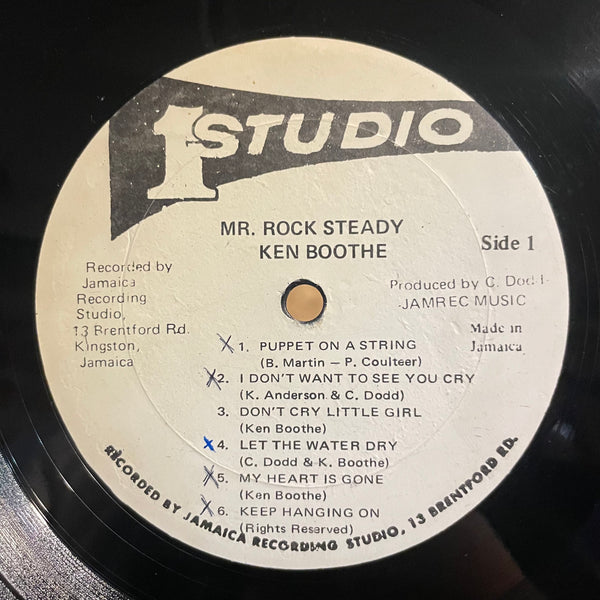 1 STUDIO
MR. ROCK STEADY
KEN BOOTHE
Side 1
Recorded by
Jamaica
Recording
Studio,
13 Brentford Rd.
Kingston,
Jamaica
Produced by C. Dodd
JAMREC MUSIC
Made in
Jamaica
X 1. PUPPET ON A STRING
(B. Martin – P. Coulteer)
X 2. I DON'T WANT TO SEE YOU CRY
(K. Anderson & C. Dodd)
3. DON'T CRY LITTLE GIRL
(Ken Boothe)
x 4. LET THE WATER DRY
(C. Dodd & K. Boothe)
X 5. MY HEART IS GONE
(Ken Boothe)
X 6. KEEP HANGING ON
(Rights Reserved)
RECORDED BY JAMAICA RECORDING STUDIO, 13 BRENTFORD RD.